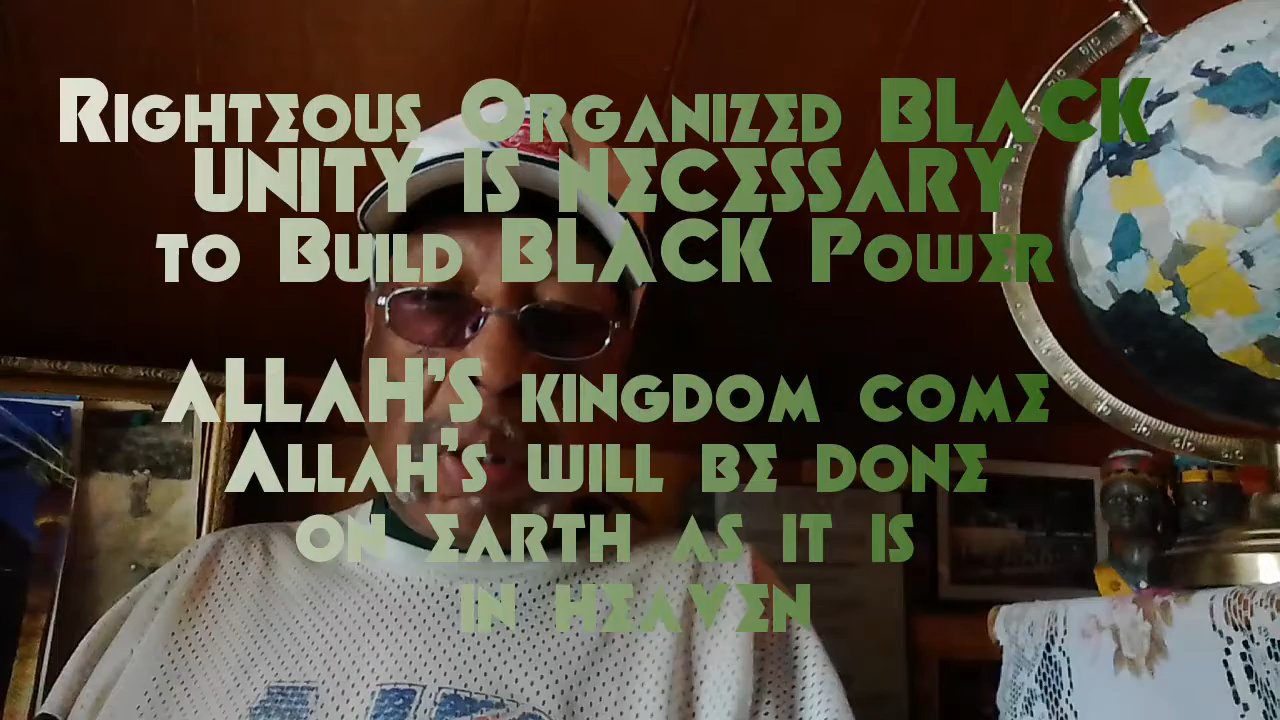 Righteous Organized BLACK
UNITY IS NECESSARY
to Build BLACK Power
ALLAH'S kingdom come
Allah's will be done
on earth as it is
in heaven